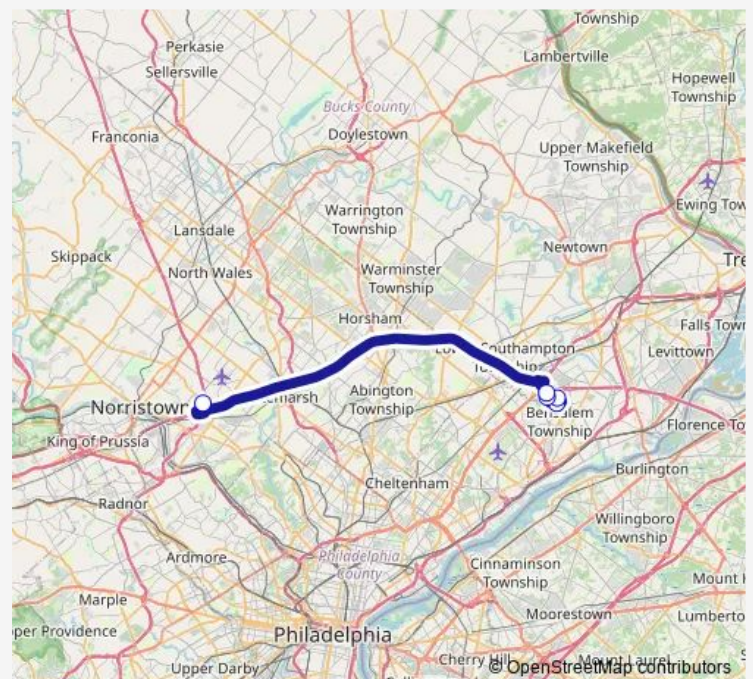 Township
Perkasie
Lambertville
Sellersville
Hopewell
Township
Bucks County
Franconia
Doylestown
Upper Makefield
Township
Ewing Tow
Warrington
Township
Lansdale
Newtown
Skippack
Tre
North Wales
Warminster
Township
Horsham
Southampton
Falls Town
Levittown
Abington
Township
Norristown
Bensalem
Township
Florence To
King of Prussia
Burlington
Cheltenham
Radnor
Willingboro
Township
Ardmore
Philadelphia
County
Cinnaminson
Township
Mount
Marple
Moorestown
Lumberto
per Providence
Philadelphia
Upper Darby
Cherry Hill
Mount Laurel
© OpenStreetMap contributors